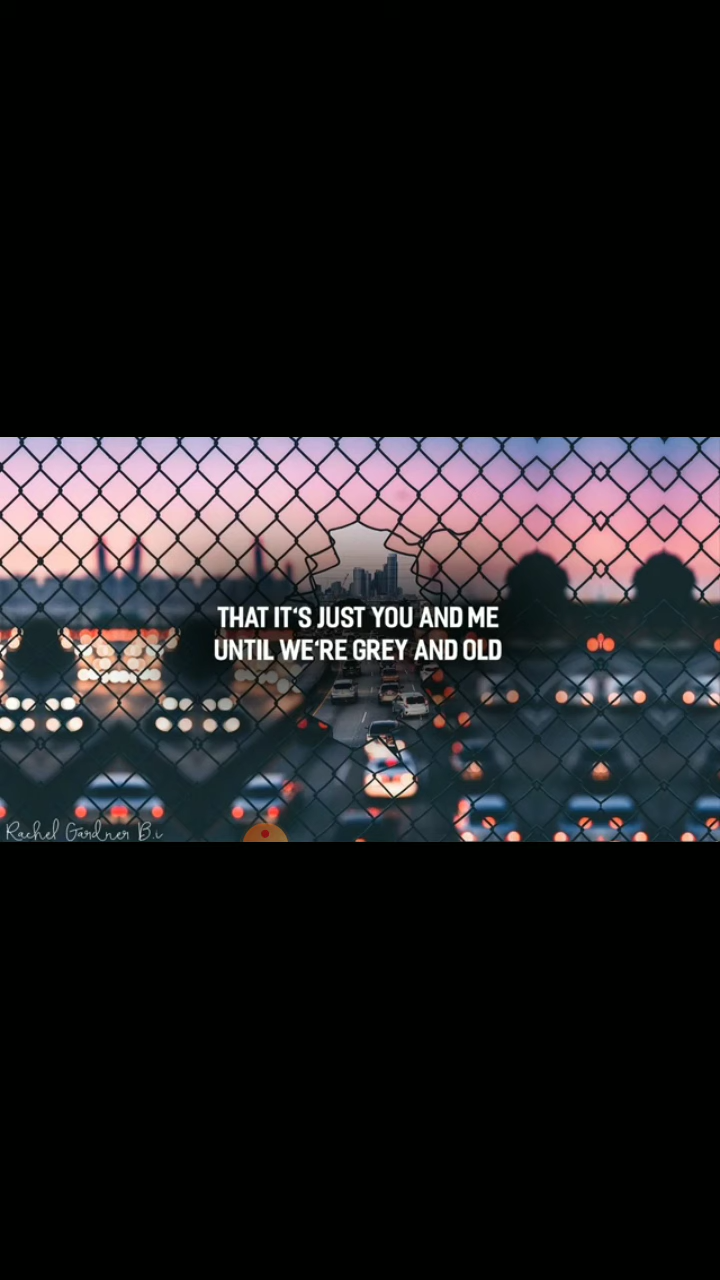 THAT IT'S JUST YOU AND ME
UNTIL WE'RE GREY AND OLD
Rachel Gardner B.i